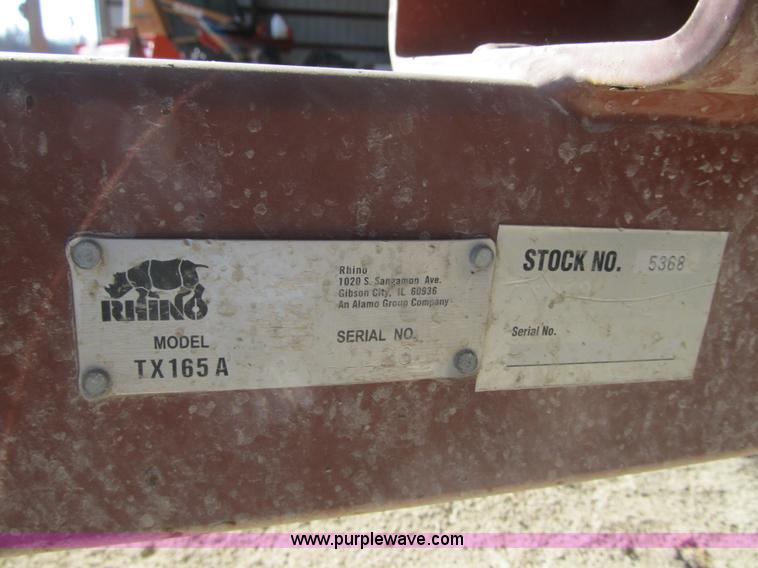 RHINO
MODEL
TX165A
Rhino
1020 S. Sangamon Ave.
Gibson City, IL 60936
An Alamo Group Company
SERIAL NO.
STOCK NO. 5368
Serial No.
www.purplewave.com